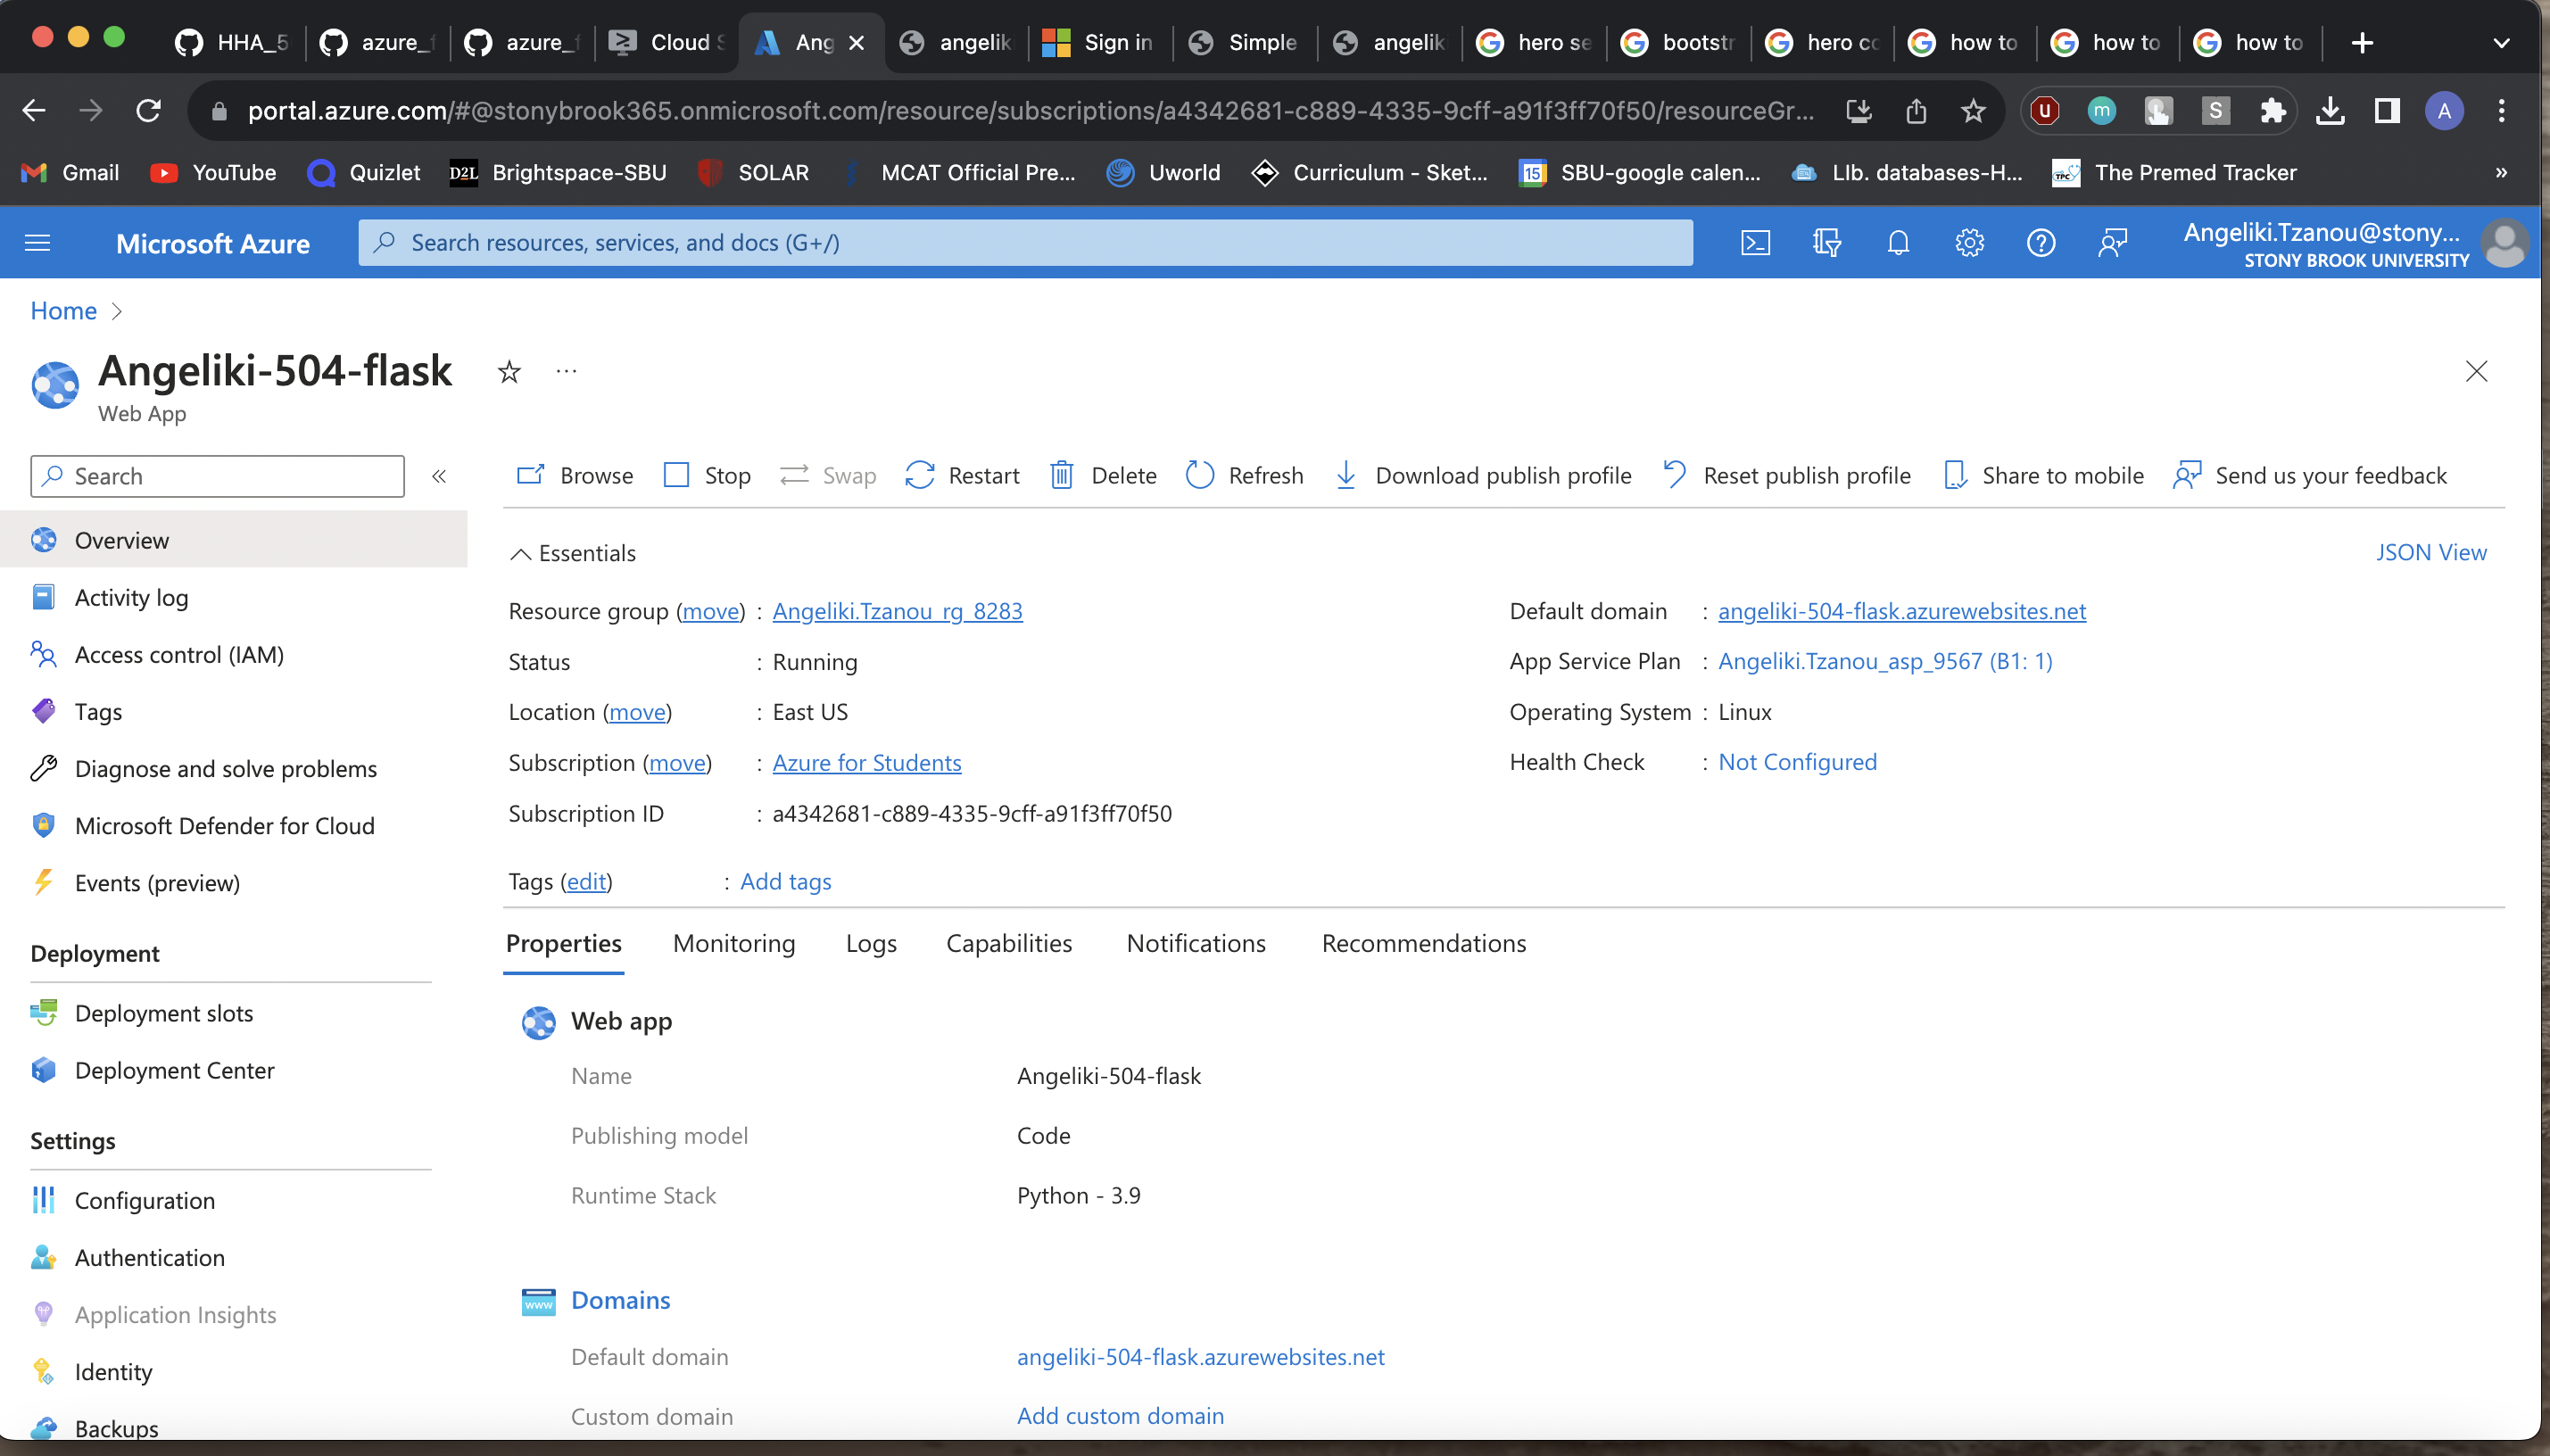 HHA_5
azure_f
azure_f
Cloud S
Ang
angelik
Sign in
Simple
angelik
hero se
bootstr
hero co
how to
how to
how to
portal.azure.com/#@stonybrook365.onmicrosoft.com/resource/subscriptions/a4342681-c889-4335-9cff-a91f3ff70f50/resourceGr...
U
m
S
A
Gmail
YouTube
Quizlet
D2L
Brightspace-SBU
SOLAR
MCAT Official Pre...
Uworld
Curriculum - Sket...
15
SBU-google calen...
LIb. databases-H...
TPC
The Premed Tracker
»
Microsoft Azure
Search resources, services, and docs (G+/)
Angeliki.Tzanou@stony...
STONY BROOK UNIVERSITY
Home
Angeliki-504-flask
...
Web App
Search
«
Browse
Stop
Swap
Restart
Delete
Refresh
Download publish profile
Reset publish profile
Share to mobile
Send us your feedback
Overview
Activity log
Access control (IAM)
Tags
Diagnose and solve problems
Microsoft Defender for Cloud
Events (preview)
Deployment
Deployment slots
Deployment Center
Settings
Configuration
Authentication
Application Insights
Identity
Backups
Essentials
JSON View
Resource group (move) : Angeliki.Tzanou_rg_8283
Status : Running
Location (move) : East US
Subscription (move) : Azure for Students
Subscription ID : a4342681-c889-4335-9cff-a91f3ff70f50
Default domain : angeliki-504-flask.azurewebsites.net
App Service Plan : Angeliki.Tzanou_asp_9567 (B1: 1)
Operating System : Linux
Health Check : Not Configured
Tags (edit) : Add tags
Properties
Monitoring
Logs
Capabilities
Notifications
Recommendations
Web app
Name Angeliki-504-flask
Publishing model Code
Runtime Stack Python - 3.9
www
Domains
Default domain angeliki-504-flask.azurewebsites.net
Custom domain Add custom domain